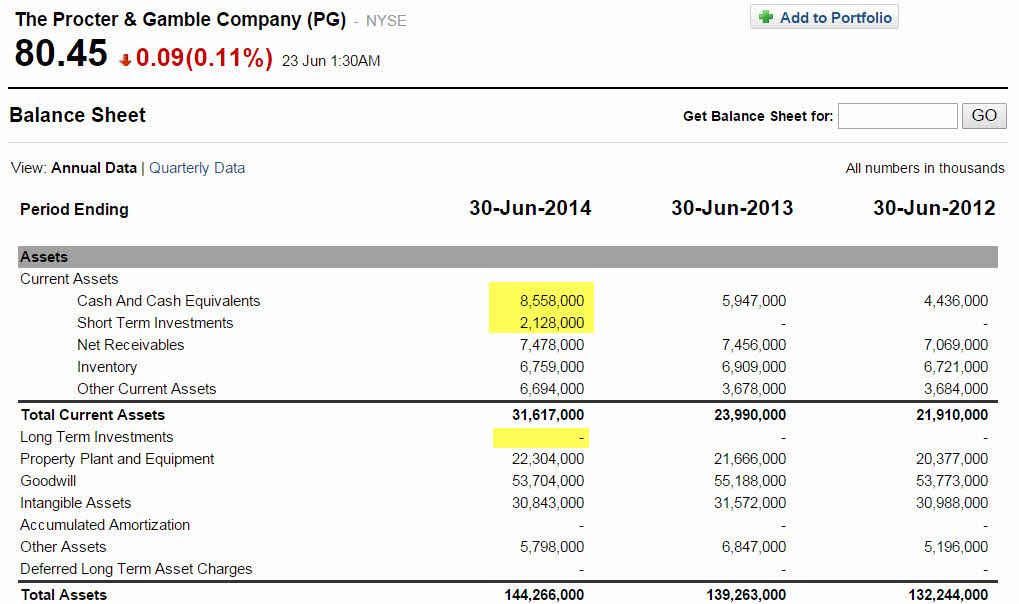 The Procter & Gamble Company (PG) - NYSE
Add to Portfolio
80.45 0.09(0.11%) 23 Jun 1:30AM
Balance Sheet
Get Balance Sheet for: GO
View: Annual Data | Quarterly Data
All numbers in thousands
Period Ending 30-Jun-2014 30-Jun-2013 30-Jun-2012
Assets
Current Assets
Cash And Cash Equivalents 8,558,000 5,947,000 4,436,000
Short Term Investments 2,128,000 - -
Net Receivables 7,478,000 7,456,000 7,069,000
Inventory 6,759,000 6,909,000 6,721,000
Other Current Assets 6,694,000 3,678,000 3,684,000
Total Current Assets 31,617,000 23,990,000 21,910,000
Long Term Investments - - -
Property Plant and Equipment 22,304,000 21,666,000 20,377,000
Goodwill 53,704,000 55,188,000 53,773,000
Intangible Assets 30,843,000 31,572,000 30,988,000
Accumulated Amortization - - -
Other Assets 5,798,000 6,847,000 5,196,000
Deferred Long Term Asset Charges - - -
Total Assets 144,266,000 139,263,000 132,244,000